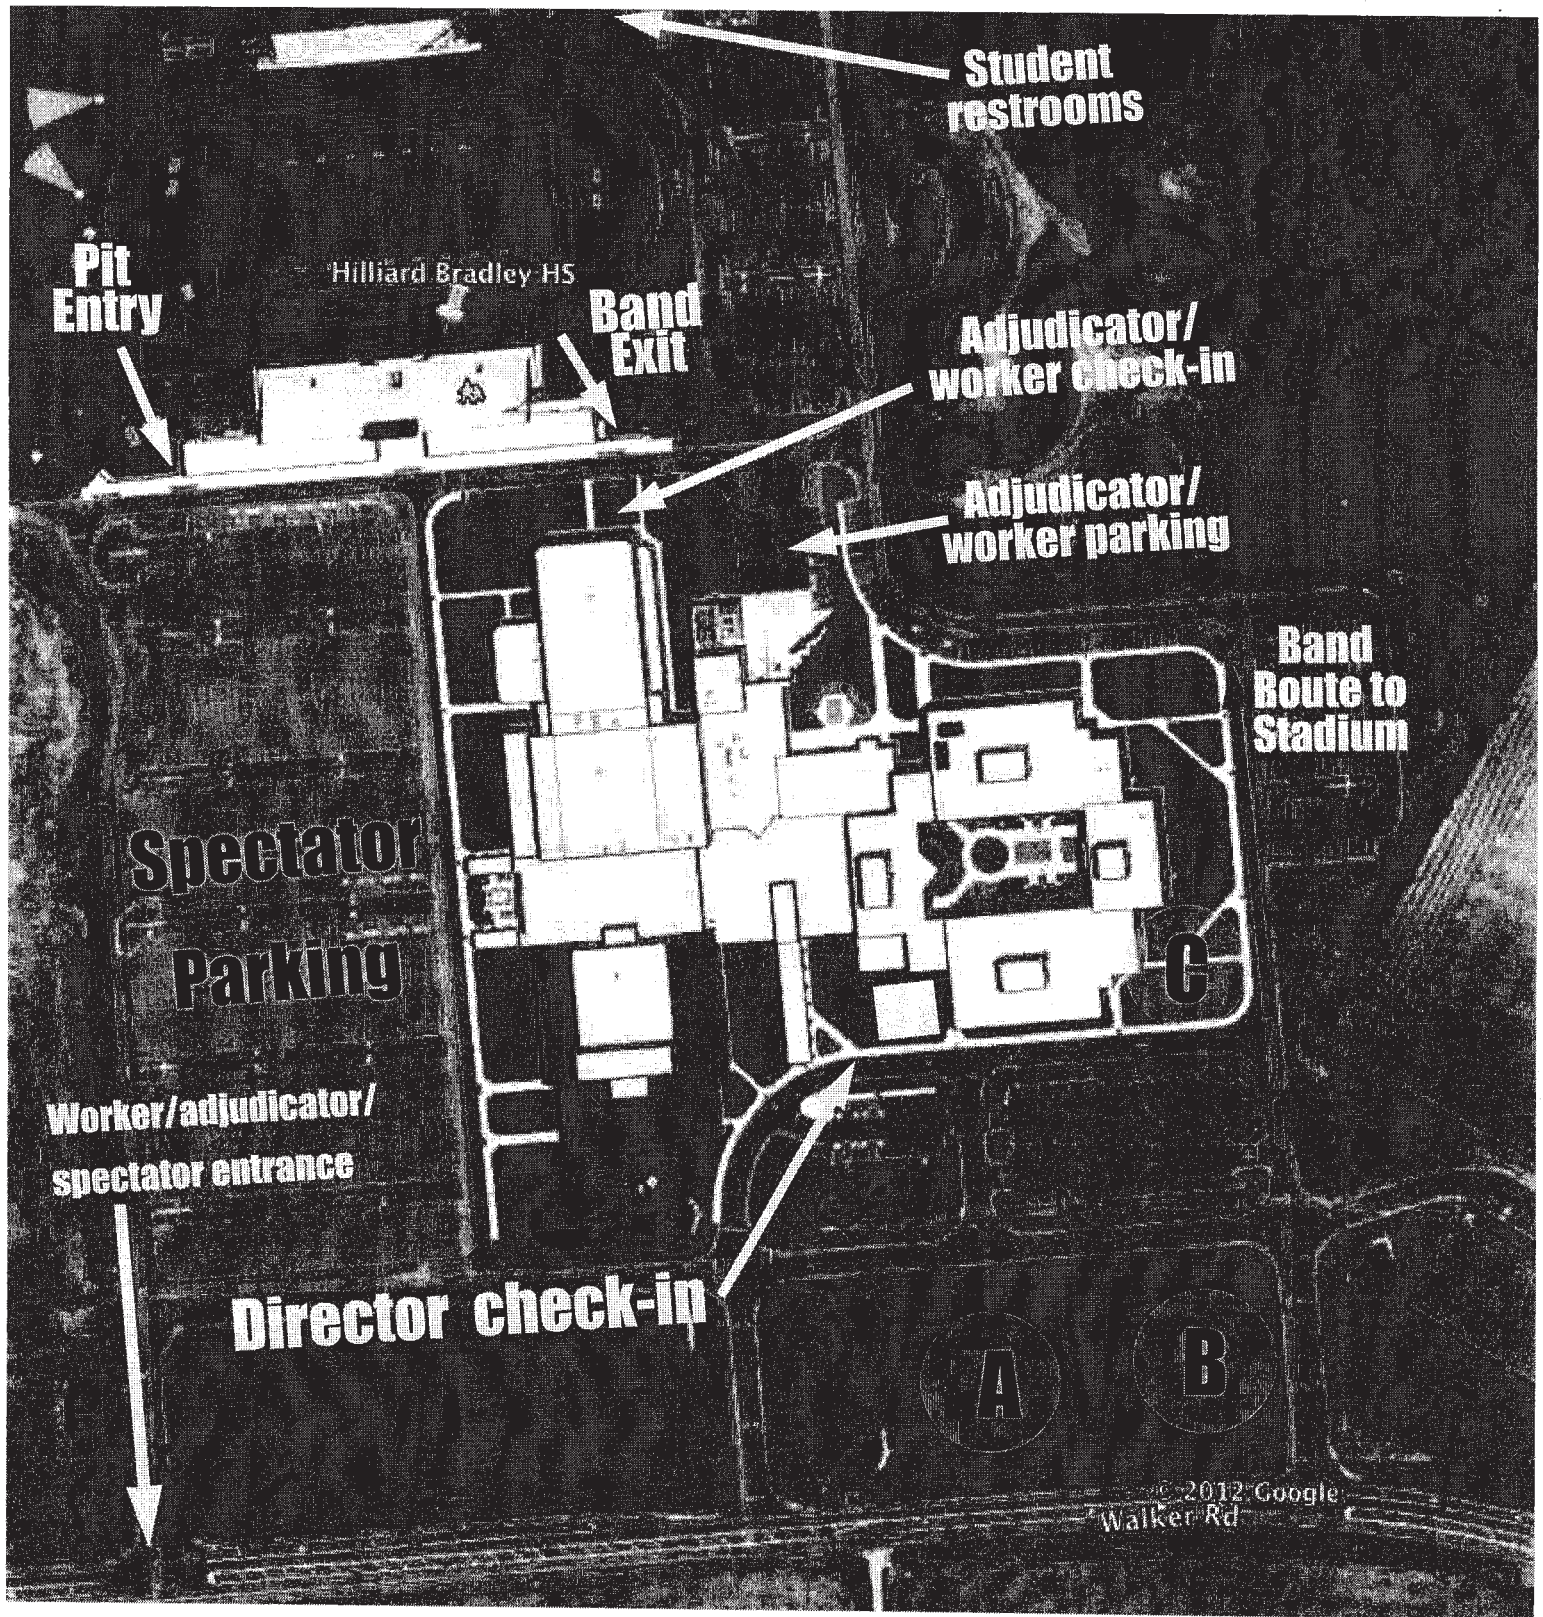 Student
restrooms
Pit
Entry
Hilliard Bradley HS
Band
Exit
Adjudicator/
worker check-in
Adjudicator/
worker parking
Band
Route to
Stadium
Spectator
Parking
C
Worker/adjudicator/
spectator entrance
Director check-in
A
B
© 2012 Google
Walker Rd